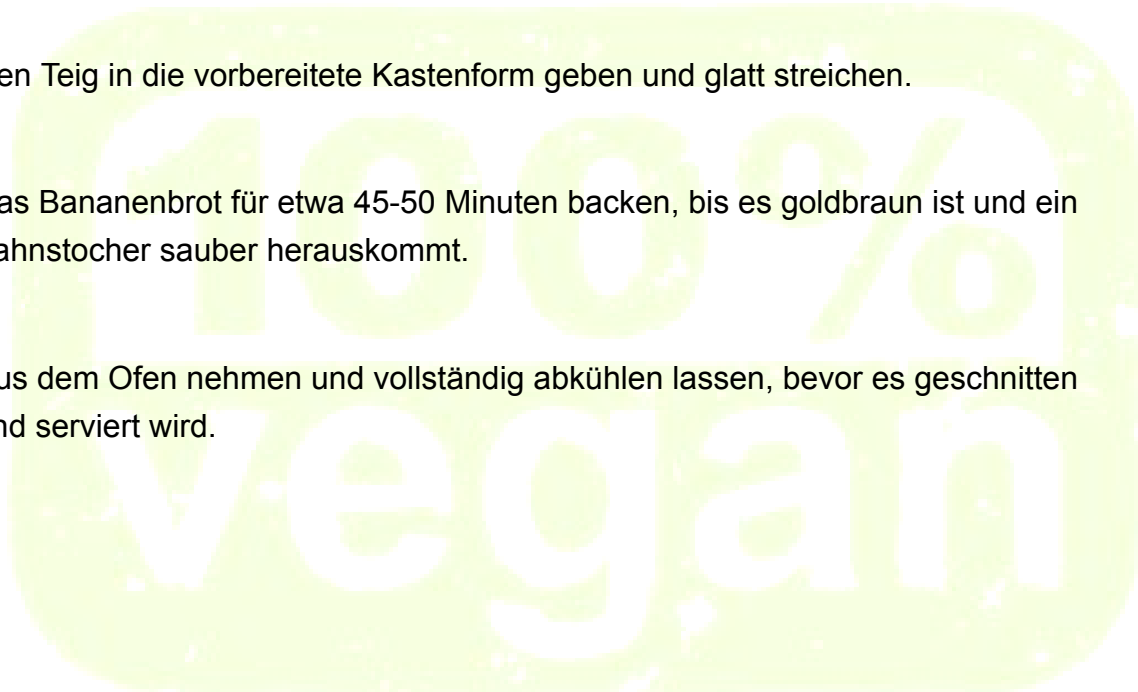 en Teig in die vorbereitete Kastenform geben und glatt streichen.
as Bananenbrot für etwa 45-50 Minuten backen, bis es goldbraun ist und ein
ahnstocher sauber herauskommt.
us dem Ofen nehmen und vollständig abkühlen lassen, bevor es geschnitten
nd serviert wird.
100%
vegan